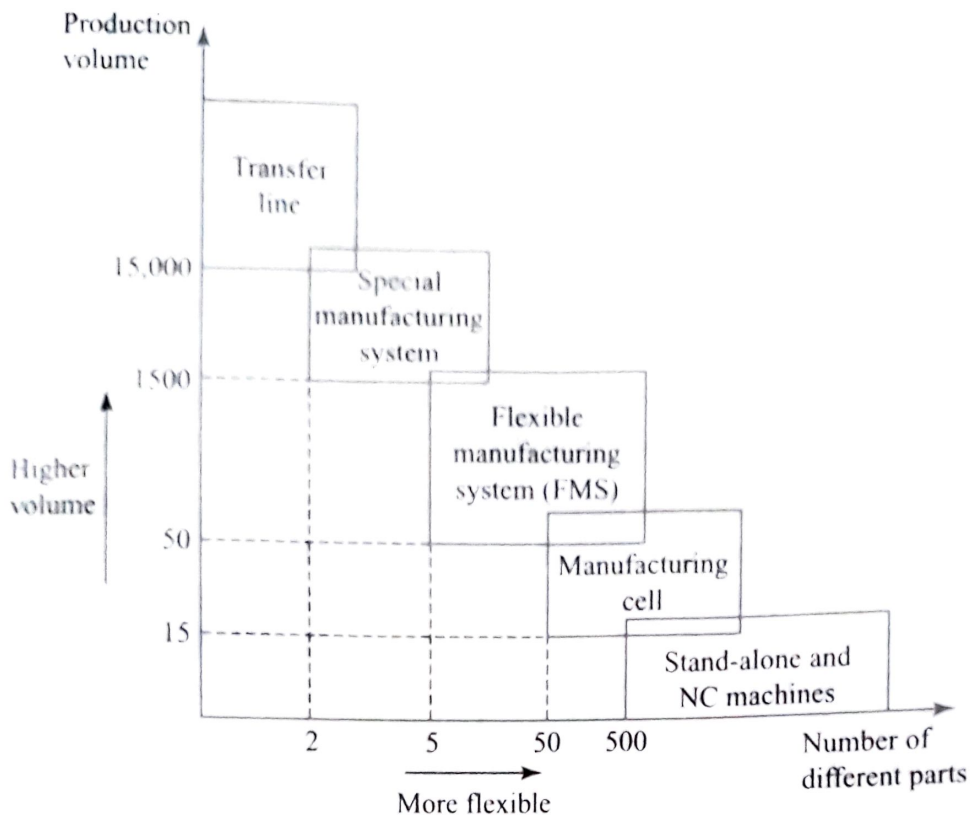 Production
volume
Transfer
line
15,000
Special
manufacturing
system
1500
Flexible
manufacturing
system (FMS)
Higher
volume
50
Manufacturing
cell
15
Stand-alone and
NC machines
2 5 50 500
Number of
different parts
More flexible